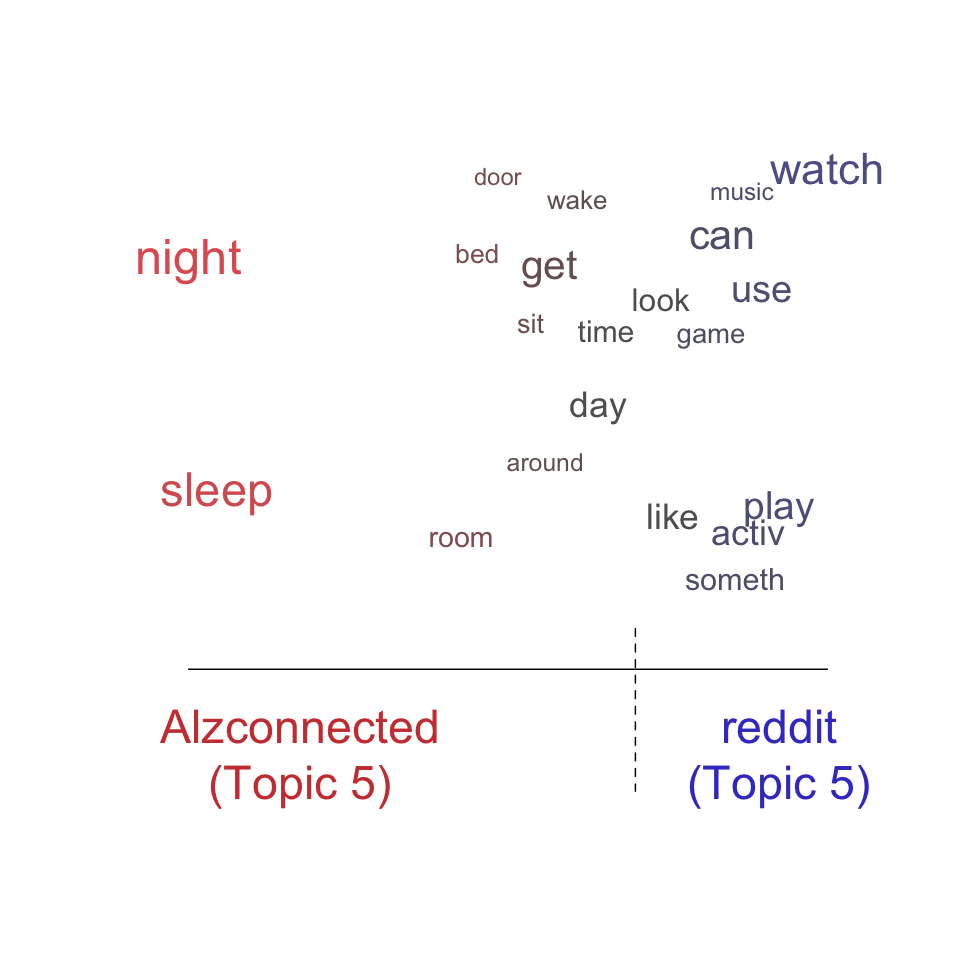 watch
door
music
wake
can
night
bed
get
use
look
sit
time
game
day
around
sleep
play
like
activ
room
someth
Alzconnected
(Topic 5)
reddit
(Topic 5)